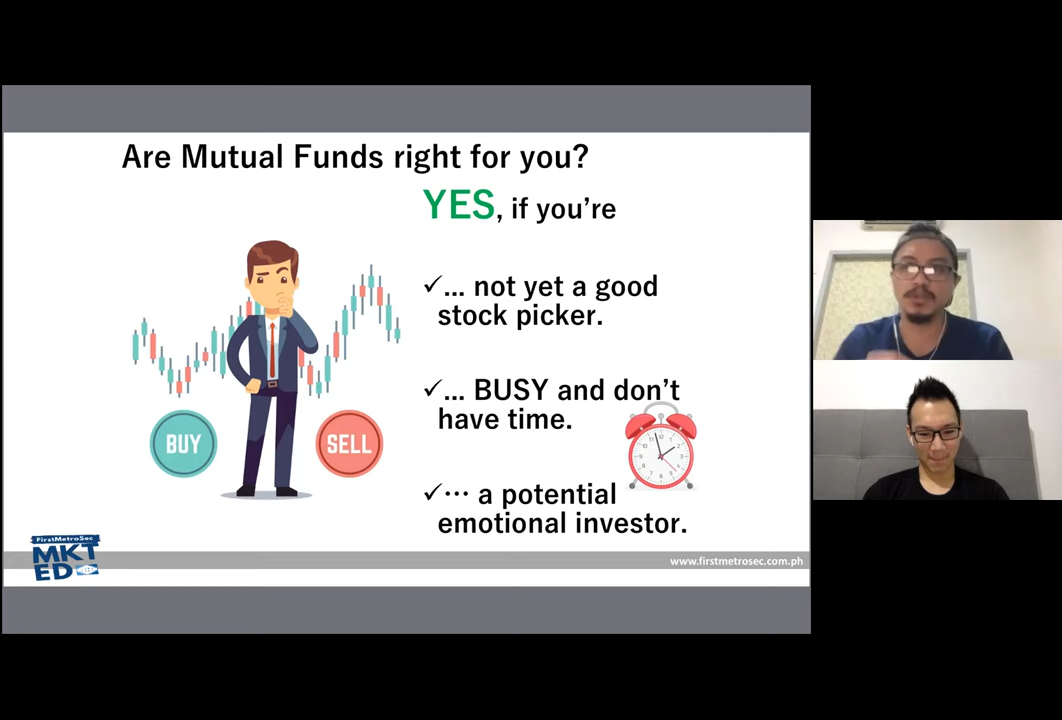 Are Mutual Funds right for you?
YES, if you're
✓... not yet a good
stock picker.
✓... BUSY and don't
have time.
✓··· a potential
emotional investor.
BUY
SELL
FirstMetroSec
MKT
ED
www.firstmetrosec.com.ph